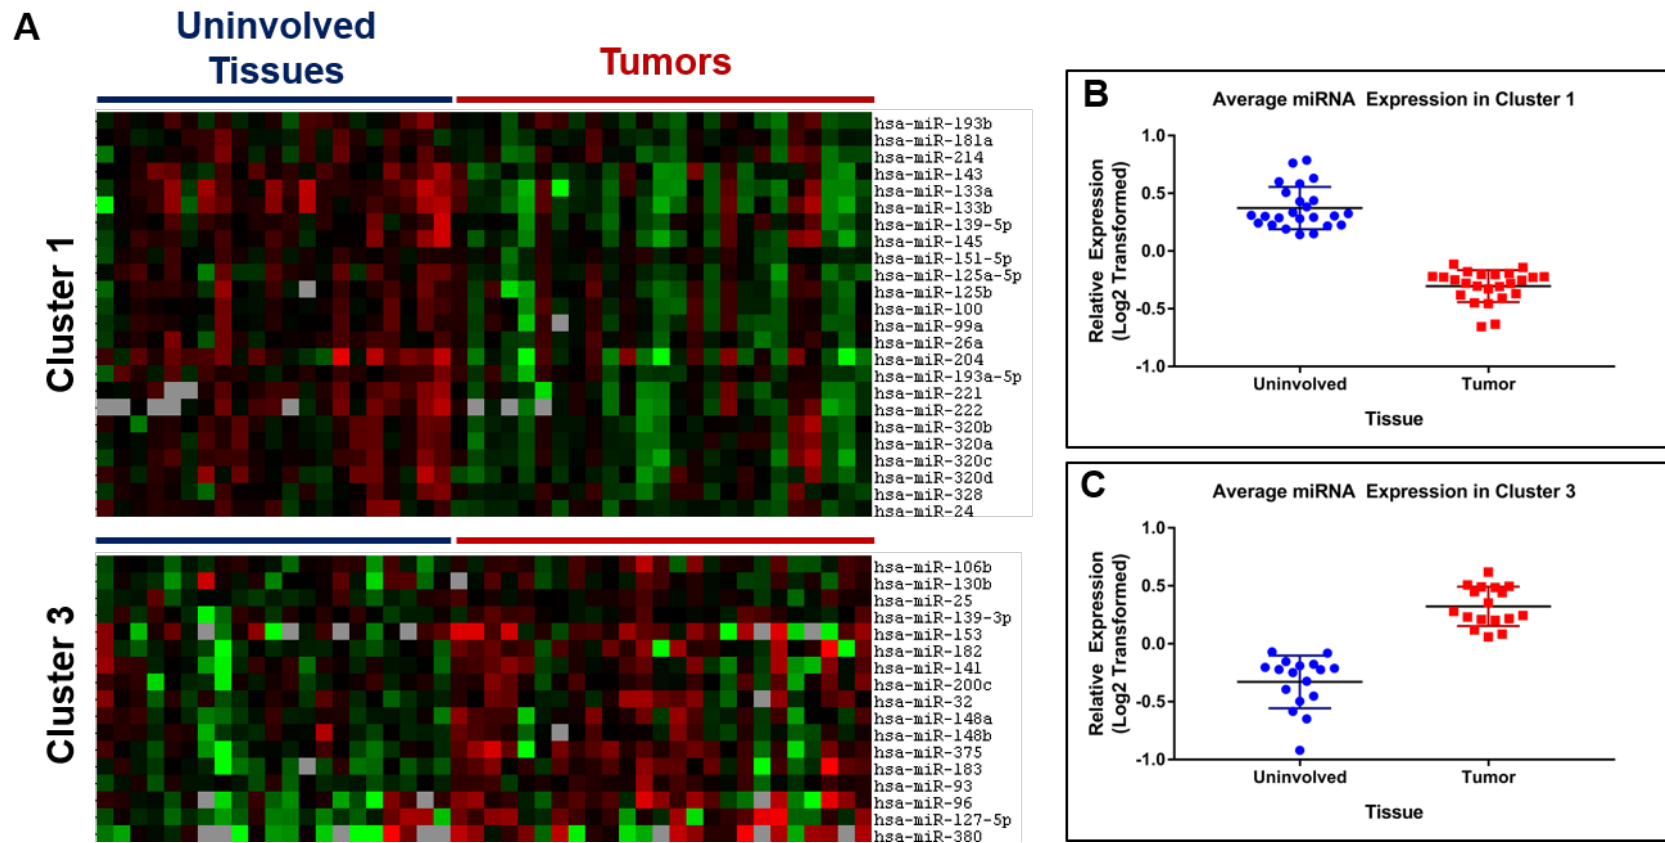 A
Uninvolved
Tissues
Tumors
Cluster 1
hsa-miR-193b
hsa-miR-181a
hsa-miR-214
hsa-miR-143
hsa-miR-133a
hsa-miR-133b
hsa-miR-139-5p
hsa-miR-145
hsa-miR-151-5p
hsa-miR-125a-5p
hsa-miR-125b
hsa-miR-100
hsa-miR-99a
hsa-miR-26a
hsa-miR-204
hsa-miR-193a-5p
hsa-miR-221
hsa-miR-222
hsa-miR-320b
hsa-miR-320a
hsa-miR-320c
hsa-miR-320d
hsa-miR-328
hsa-miR-24
Cluster 3
hsa-miR-106b
hsa-miR-130b
hsa-miR-25
hsa-miR-139-3p
hsa-miR-153
hsa-miR-182
hsa-miR-141
hsa-miR-200c
hsa-miR-32
hsa-miR-148a
hsa-miR-148b
hsa-miR-375
hsa-miR-183
hsa-miR-93
hsa-miR-96
hsa-miR-127-5p
hsa-miR-380
B
Average miRNA Expression in Cluster 1
Relative Expression
(Log2 Transformed)
1.0
0.5
0.0
-0.5
-1.0
Uninvolved
Tumor
Tissue
C
Average miRNA Expression in Cluster 3
Relative Expression
(Log2 Transformed)
1.0
0.5
0.0
-0.5
-1.0
Uninvolved
Tumor
Tissue